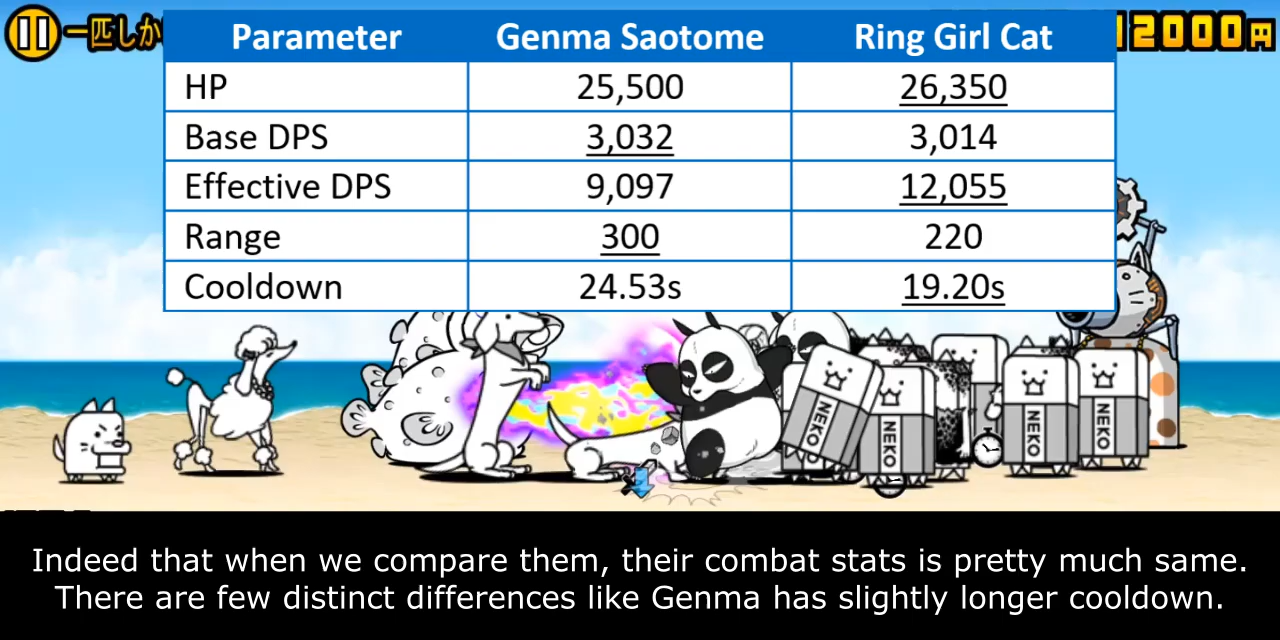 一匹しか
12000円
Parameter Genma Saotome Ring Girl Cat
HP 25,500 26,350
Base DPS 3,032 3,014
Effective DPS 9,097 12,055
Range 300 220
Cooldown 24.53s 19.20s
NEKO NEKO NEKO NEKO
Indeed that when we compare them, their combat stats is pretty much same.
There are few distinct differences like Genma has slightly longer cooldown.